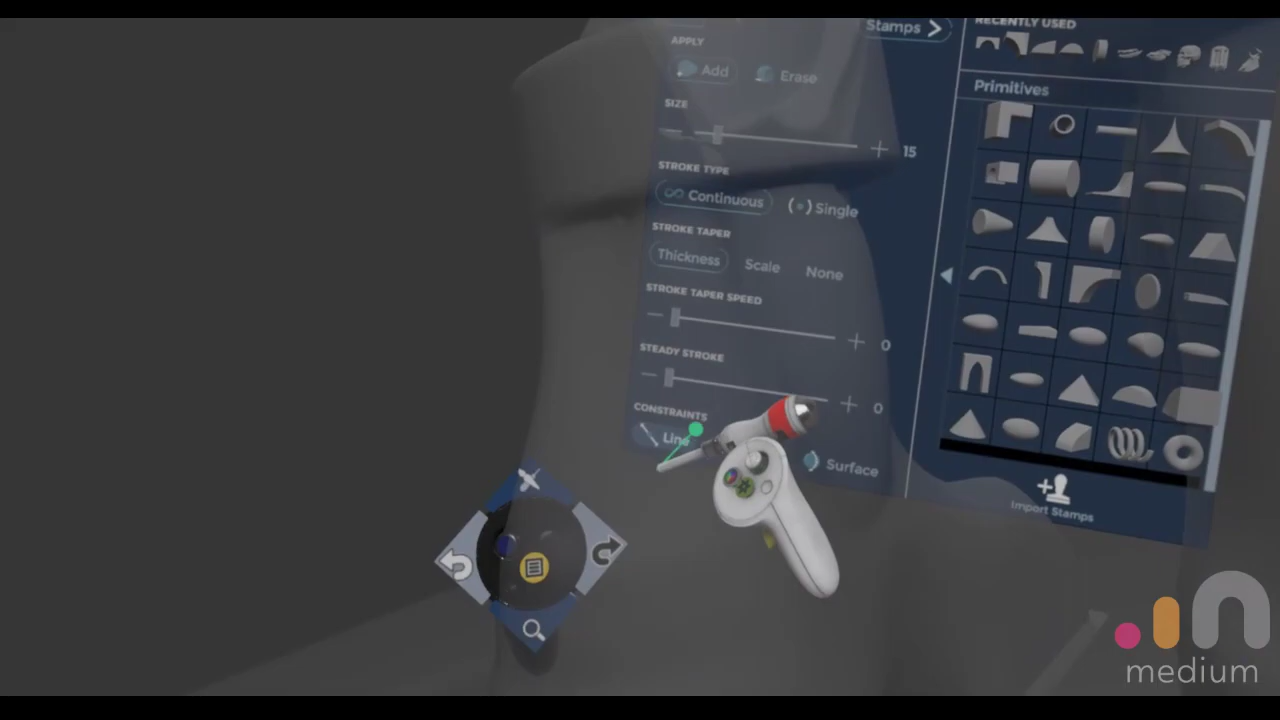 Stamps
RECENTLY USED
APPLY
Add
Erase
Primitives
SIZE
15
STROKE TYPE
Continuous
Single
STROKE TAPER
Thickness
Scale
None
STROKE TAPER SPEED
0
STEADY STROKE
0
CONSTRAINTS
Line
Surface
Import Stamps
medium